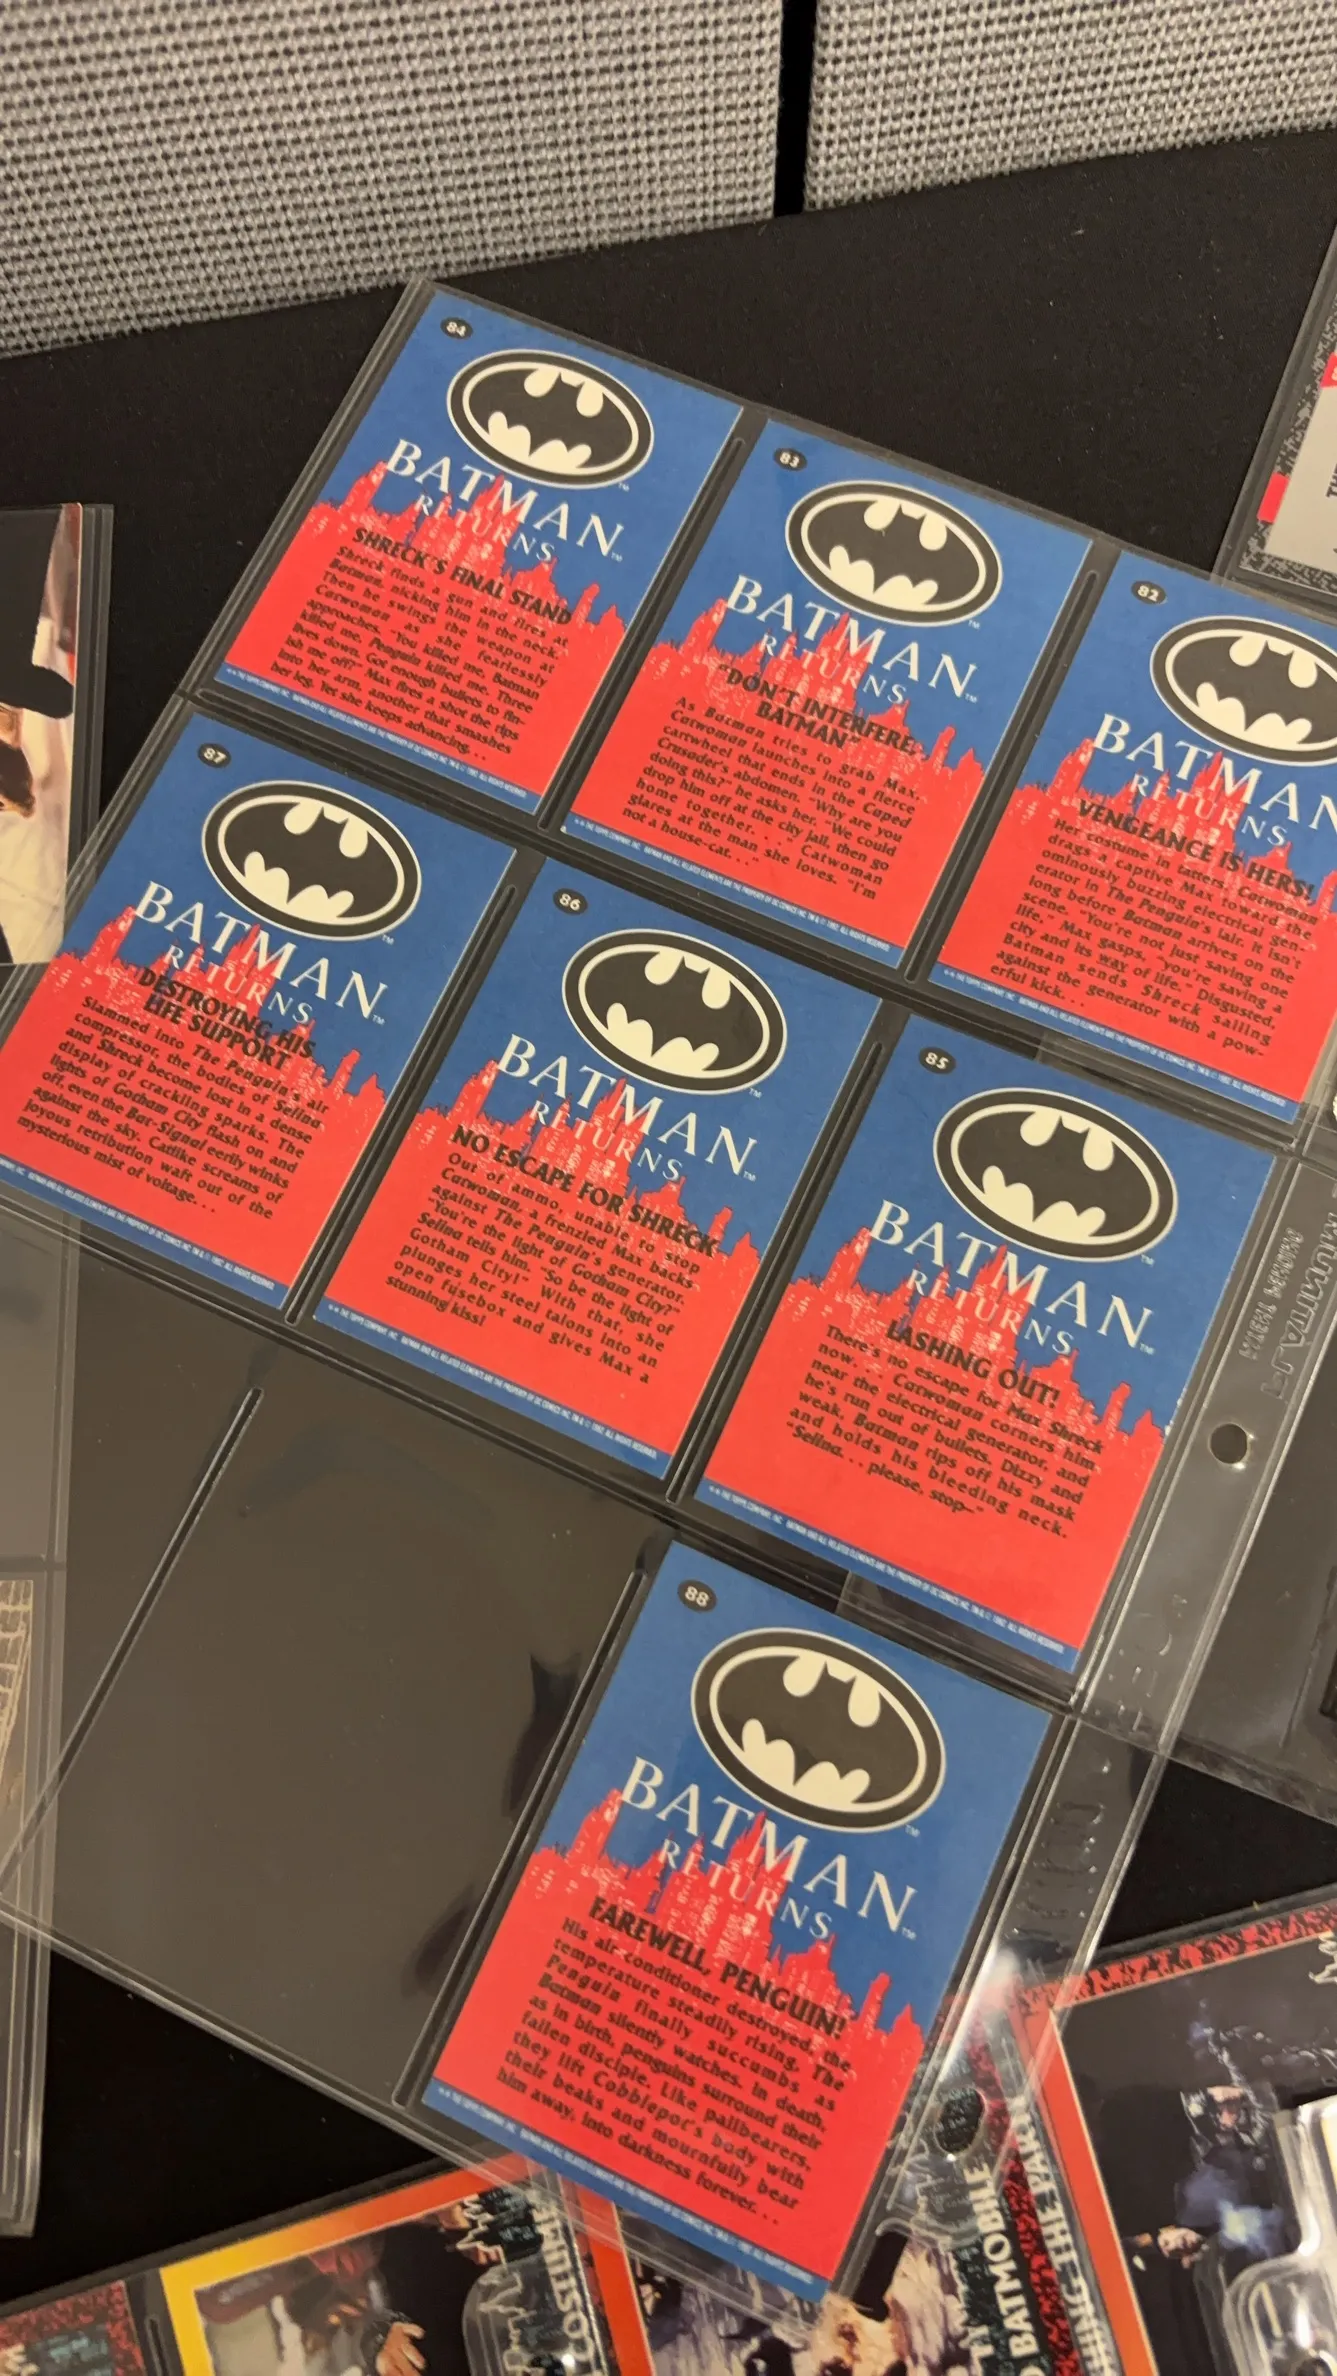 84
BATMAN
RETURNS
SHRECK'S FINAL STAND
Shreck finds a gun and fires at
Batman, nicking him in the neck.
Then he swings the weapon at
Catwoman as she fearlessly
approaches. "You killed me, Batman
killed me, Penguin killed me. Three
lives down. Got enough bullets to fin-
ish me off?" Max fires a shot the rips
into her arm, another that smashes
her leg. Yet she keeps advancing...
83
BATMAN
RETURNS
"DON'T INTERFERE,
BATMAN"
As Batman tries to grab Max,
Catwoman launches into a fierce
cartwheel that ends in the Caped
Crusader's abdomen. "Why are you
doing this?" he asks her. "We could
drop him off at the city jail, then go
home together. . ." Catwoman
glares at the man she loves. "I'm
not a house-cat. . ."
82
BATMAN
RETURNS
VENGEANCE IS HERS!
Her costume in tatters, Catwoman
drags a captive Max toward the
ominously buzzing electrical gen-
erator in The Penguin's lair. It isn't
long before Batman arrives on the
scene. "You're not just saving one
life," Max gasps, "you're saving a
city and its way of life." Disgusted,
Batman sends Shreck sailing
against the generator with a pow-
erful kick. . .
87
BATMAN
RETURNS
DESTROYING HIS
LIFE SUPPORT
Slammed into The Penguin's air
compressor, the bodies of Selina
and Shreck become lost in a dense
display of crackling sparks. The
lights of Gotham City flash on and
off, even the Bat-Signal eerily winks
against the sky. Catlike screams of
joyous retribution waft out of the
mysterious mist of voltage. . .
86
BATMAN
RETURNS
NO ESCAPE FOR SHRECK
Out of ammo, unable to stop
Catwoman, a frenzied Max backs
against The Penguin's generator.
"You're the light of Gotham City?"
Selina tells him. "So be the light of
Gotham City!" With that, she
plunges her steel talons into an
open fusebox and gives Max a
stunning kiss!
85
BATMAN
RETURNS
LASHING OUT!
There's no escape for Max Shreck
now. . . Catwoman corners him
near the electrical generator, and
he's run out of bullets. Dizzy and
weak, Batman rips off his mask
and holds his bleeding neck.
"Selina. . . please, stop–"
88
BATMAN
RETURNS
FAREWELL, PENGUIN!
His air-conditioner destroyed, the
temperature steadily rising, The
Penguin finally succumbs as
Batman silently watches. In death,
as in birth, penguins surround their
fallen disciple. Like pallbearers,
they lift Cobblepot's body with
their beaks and mournfully bear
him away, into darkness forever. . .
BATMOBILE